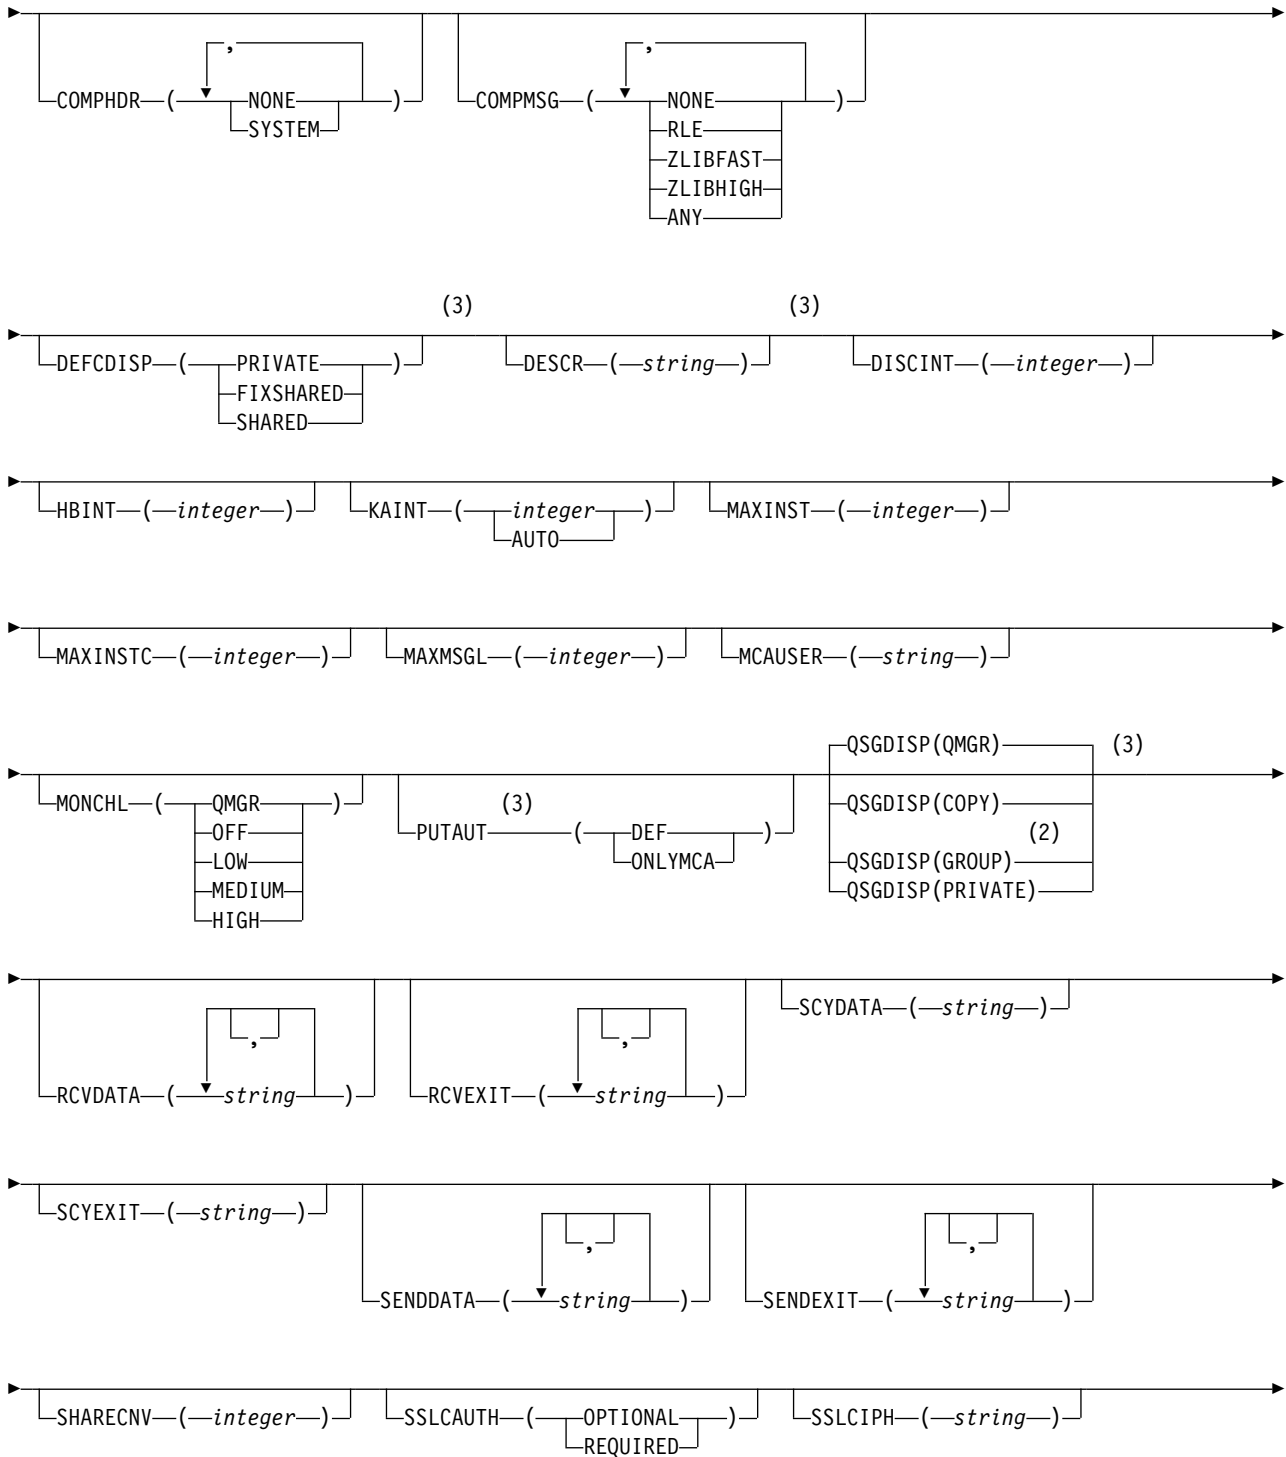 ,     ,
COMPHDR ( NONE )     COMPMSG ( NONE )
SYSTEM     RLE
ZLIBFAST
ZLIBHIGH
ANY
(3)     (3)
DEFCDISP ( PRIVATE )     DESCR ( string )     DISCINT ( integer )
FIXSHARED
SHARED
HBINT ( integer )     KAINT ( integer )     MAXINST ( integer )
AUTO
MAXINSTC ( integer )     MAXMSGL ( integer )     MCAUSER ( string )
QSGDISP(QMGR)     (3)
MONCHL ( QMGR )     (3)     QSGDISP(COPY)
OFF     PUTAUT ( DEF )     (2)
LOW     ONLYMCA     QSGDISP(GROUP)
MEDIUM     QSGDISP(PRIVATE)
HIGH
SCYDATA ( string )
,     ,
RCVDATA ( string )     RCVEXIT ( string )
SCYEXIT ( string )
,     ,
SENDDATA ( string )     SENDEXIT ( string )
SHARECNV ( integer )     SSLCAUTH ( OPTIONAL )     SSLCIPH ( string )
REQUIRED